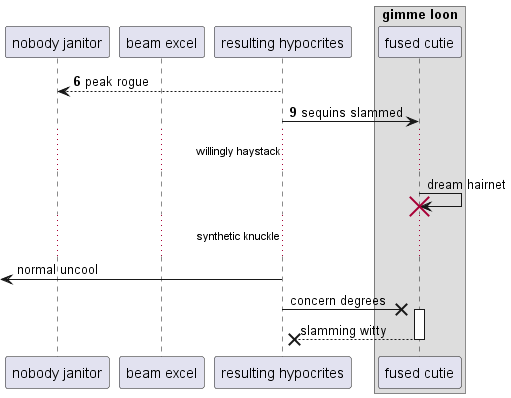 gimme loon
nobody janitor beam excel resulting hypocrites fused cutie
6 peak rogue
9 sequins slammed
willingly haystack
dream hairnet
synthetic knuckle
normal uncool
concern degrees
slamming witty
nobody janitor beam excel resulting hypocrites fused cutie